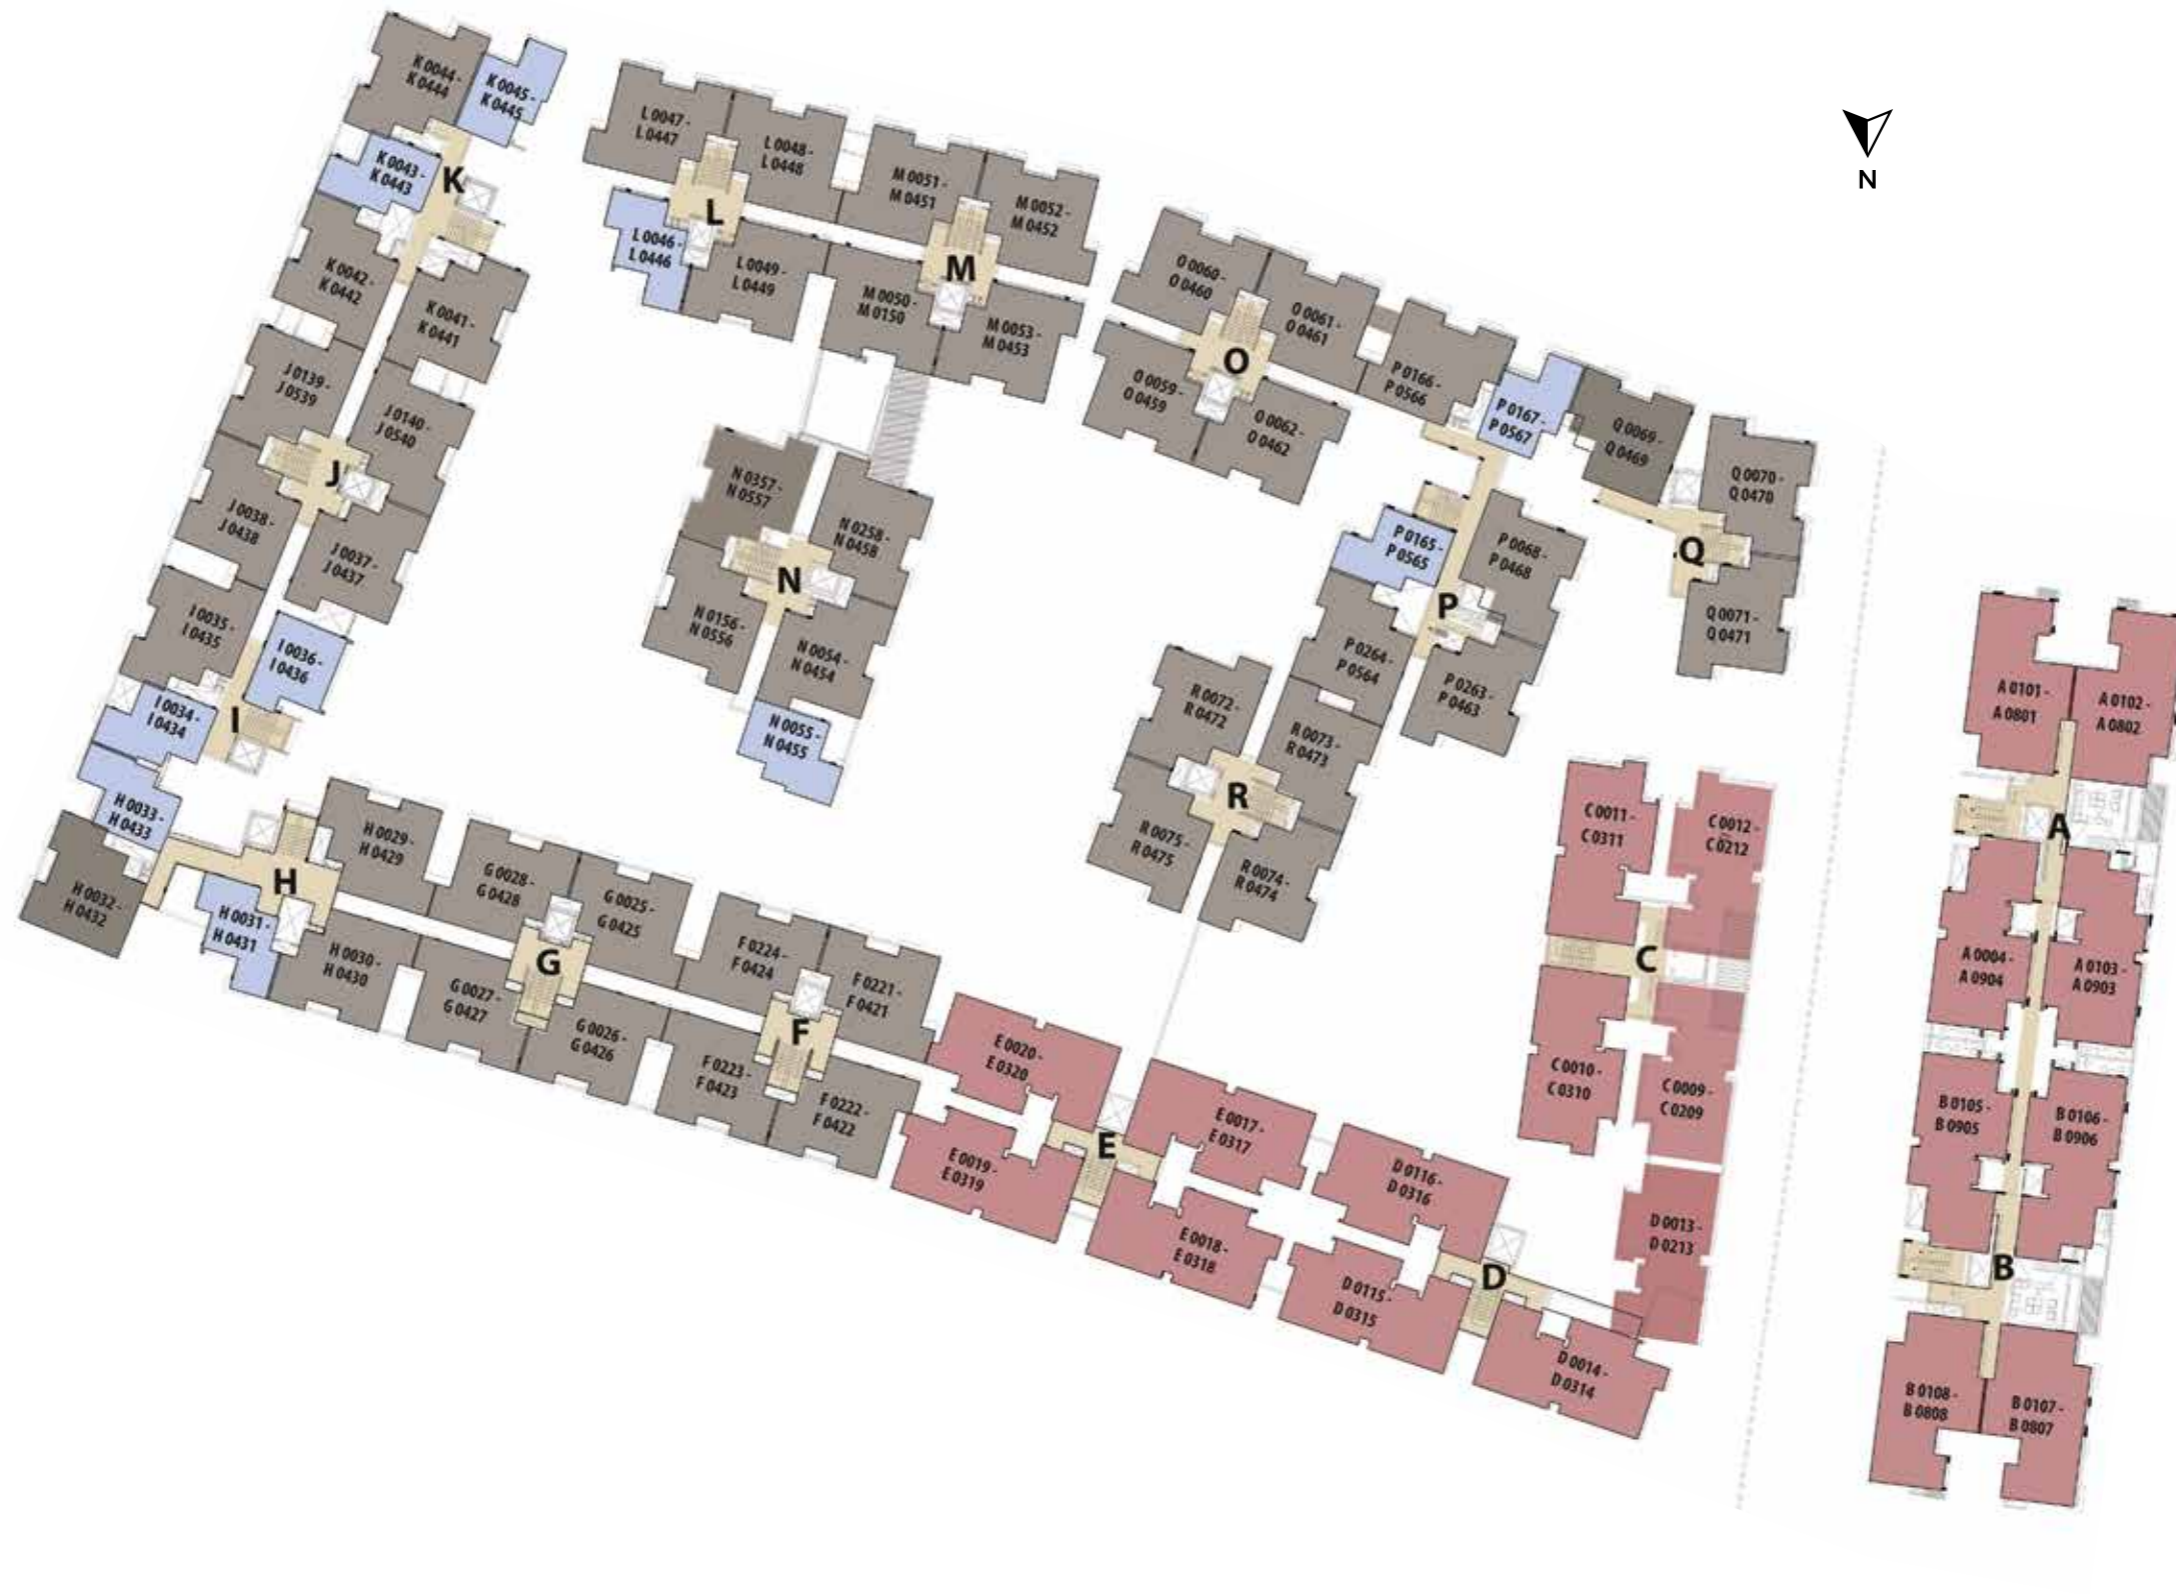 K 0044 -
K 0444
K 0045 -
K 0445
K 0043 -
K 0443
K
K 0042 -
K 0442
K 0041 -
K 0441
J 0139 -
J 0539
J 0140 -
J 0540
J
J 0038 -
J 0438
J 0037 -
J 0437
I 0035 -
I 0435
I 0036 -
I 0436
I 0034 -
I 0434
I
H 0033 -
H 0433
H 0032 -
H 0432
H 0029 -
H 0429
H
H 0031 -
H 0431
H 0030 -
H 0430
G 0028 -
G 0428
G 0025 -
G 0425
G
G 0027 -
G 0427
G 0026 -
G 0426
F 0224 -
F 0424
F 0221 -
F 0421
F
F 0223 -
F 0423
F 0222 -
F 0422
L 0047 -
L 0447
L 0048 -
L 0448
L
L 0046 -
L 0446
L 0049 -
L 0449
M 0051 -
M 0451
M 0052 -
M 0452
M
M 0050 -
M 0150
M 0053 -
M 0453
N 0357 -
N 0557
N 0258 -
N 0458
N
N 0156 -
N 0556
N 0054 -
N 0454
N 0055 -
N 0455
O 0060 -
O 0460
O 0061 -
O 0461
O
O 0059 -
O 0459
O 0062 -
O 0462
P 0166 -
P 0566
P 0167 -
P 0567
P 0165 -
P 0565
P 0068 -
P 0468
P
P 0264 -
P 0564
P 0263 -
P 0463
Q 0069 -
Q 0469
Q 0070 -
Q 0470
Q
Q 0071 -
Q 0471
R 0072 -
R 0472
R 0073 -
R 0473
R
R 0075 -
R 0475
R 0074 -
R 0474
E 0020 -
E 0320
E 0017 -
E 0317
E
E 0019 -
E 0319
E 0018 -
E 0318
D 0116 -
D 0316
D 0013 -
D 0213
D
D 0115 -
D 0315
D 0014 -
D 0314
C 0011 -
C 0311
C 0012 -
C 0212
C
C 0010 -
C 0310
C 0009 -
C 0209
N
A 0101 -
A 0801
A 0102 -
A 0802
A
A 0004 -
A 0904
A 0103 -
A 0903
B 0105 -
B 0905
B 0106 -
B 0906
B
B 0108 -
B 0808
B 0107 -
B 0807